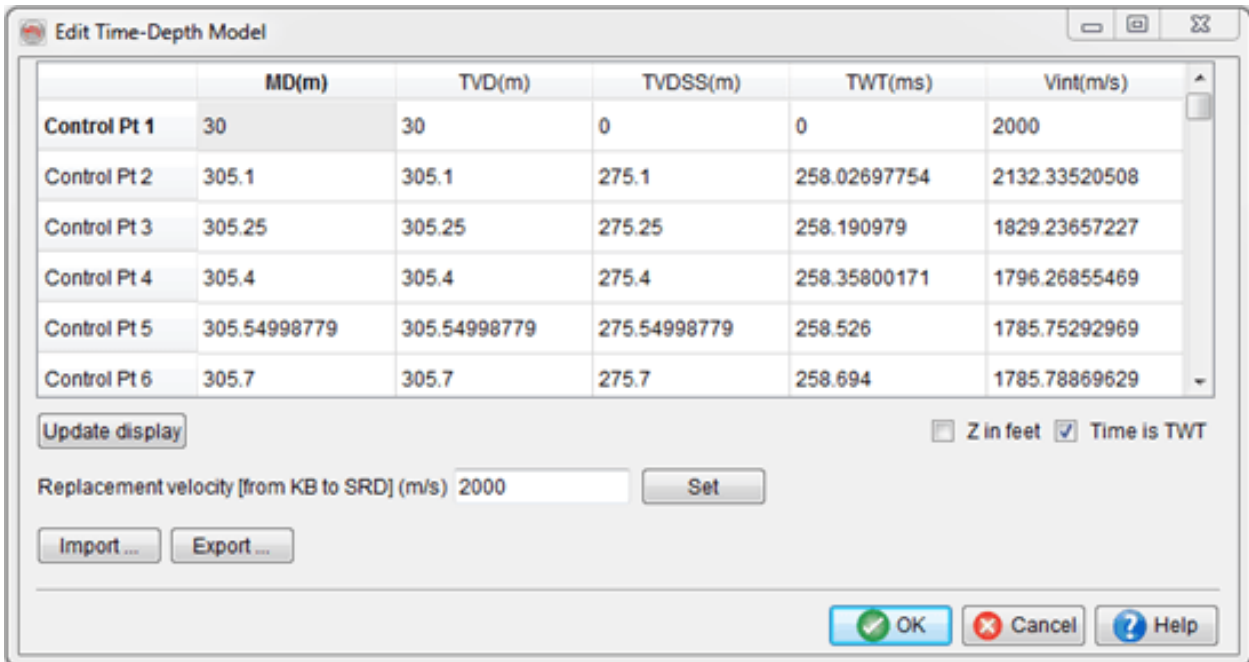 Edit Time-Depth Model
MD(m) TVD(m) TVDSS(m) TWT(ms) Vint(m/s)
Control Pt 1 30 30 0 0 2000
Control Pt 2 305.1 305.1 275.1 258.02697754 2132.33520508
Control Pt 3 305.25 305.25 275.25 258.190979 1829.23657227
Control Pt 4 305.4 305.4 275.4 258.35800171 1796.26855469
Control Pt 5 305.54998779 305.54998779 275.54998779 258.526 1785.75292969
Control Pt 6 305.7 305.7 275.7 258.694 1785.78869629
Update display Z in feet Time is TWT
Replacement velocity [from KB to SRD] (m/s) 2000 Set
Import ... Export ...
OK Cancel Help